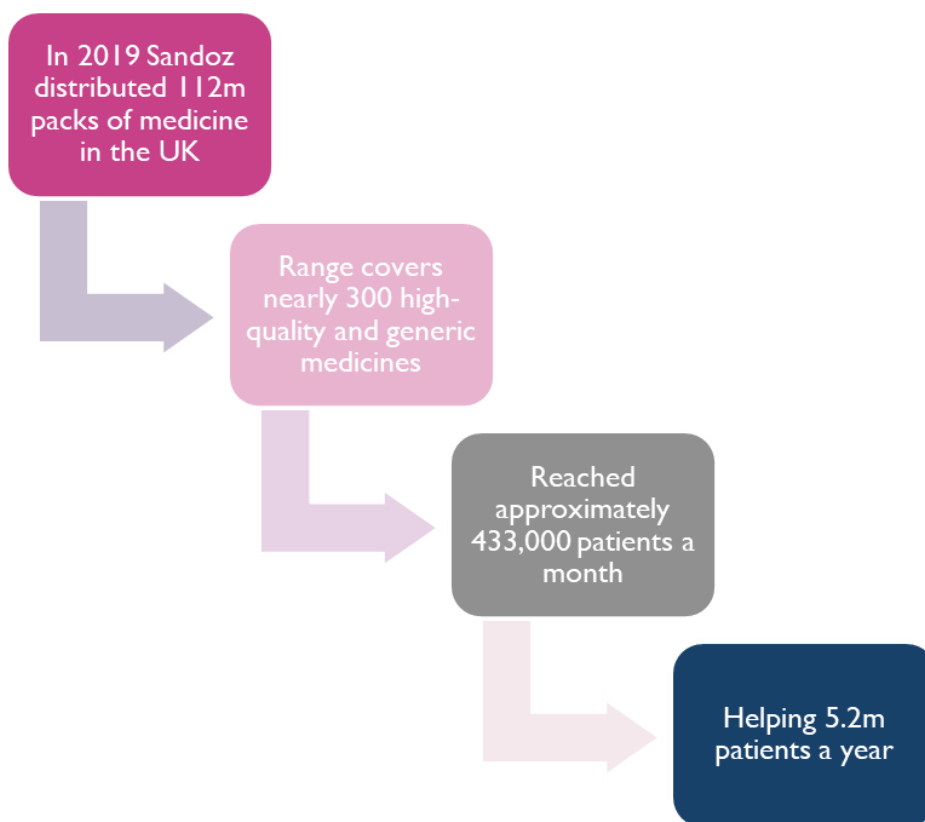 In 2019 Sandoz
distributed 112m
packs of medicine
in the UK
Range covers
nearly 300 high-
quality and generic
medicines
Reached
approximately
433,000 patients a
month
Helping 5.2m
patients a year